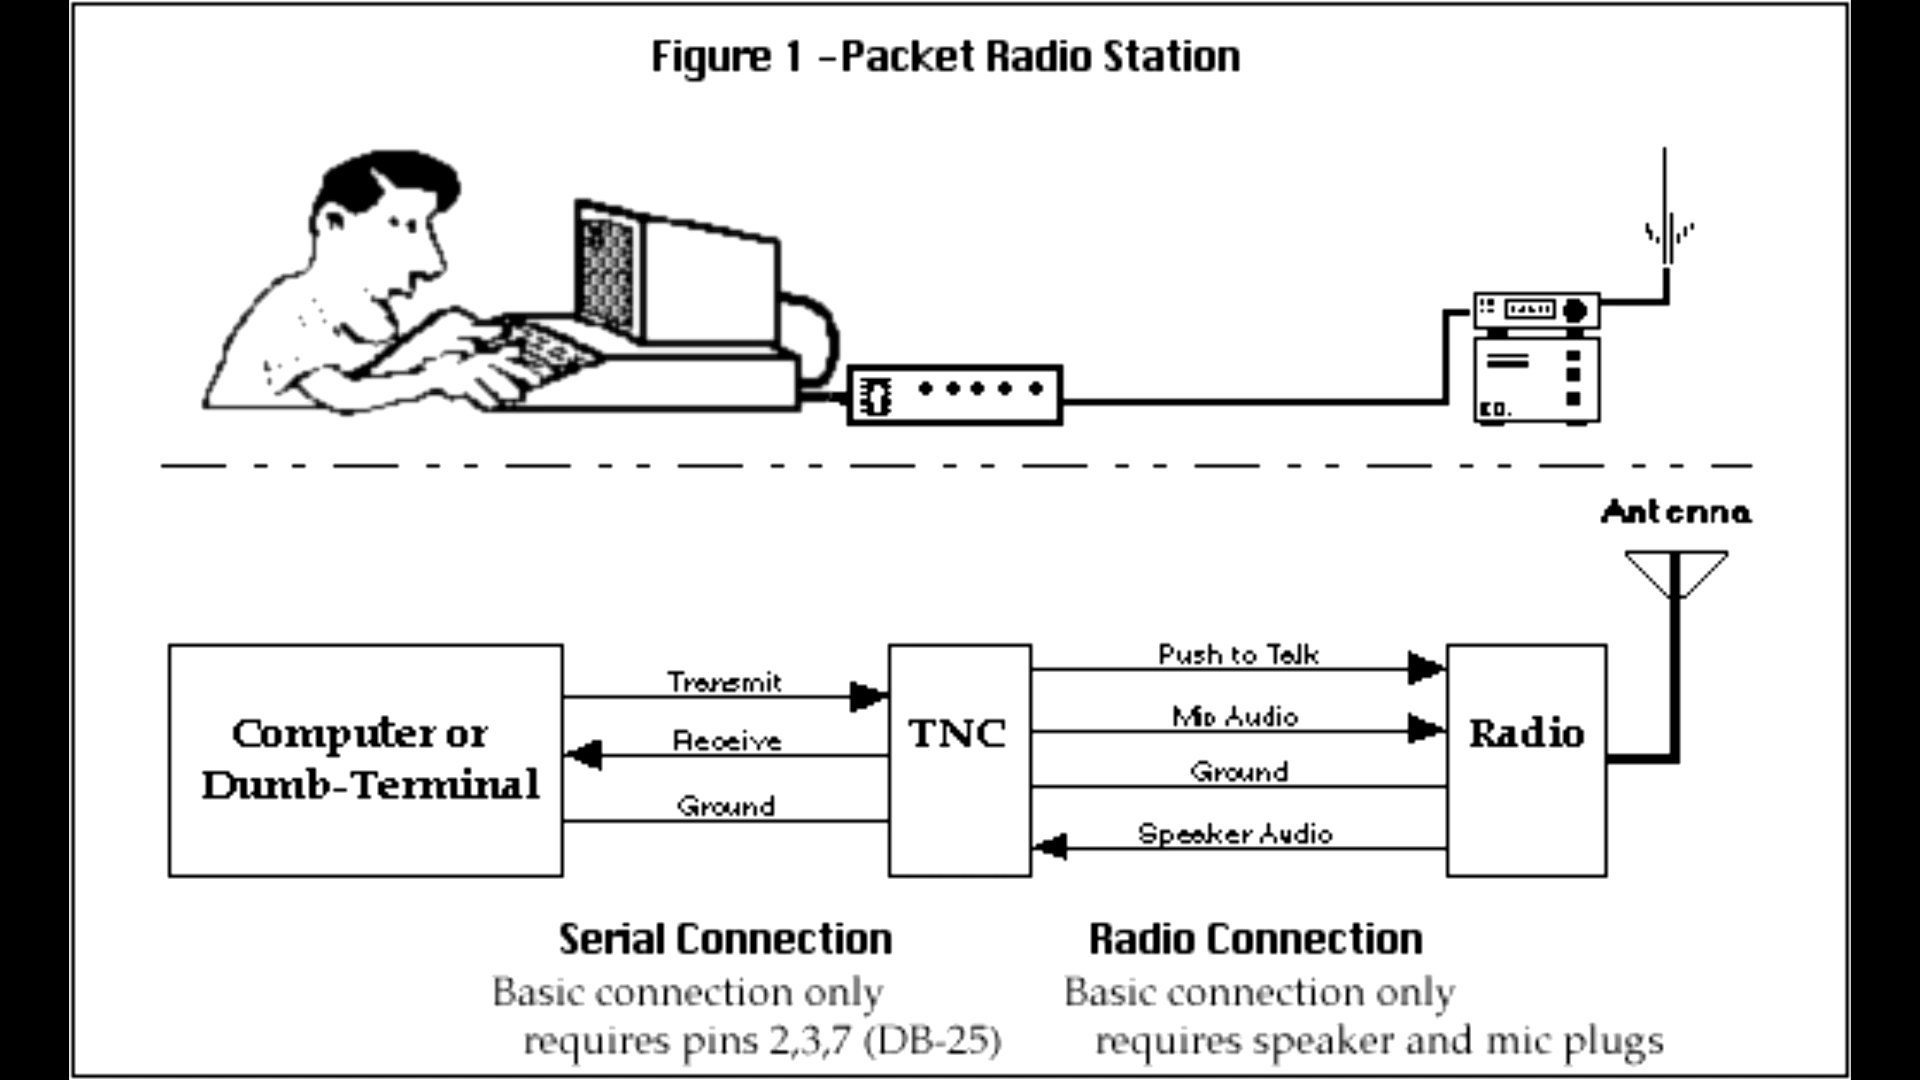 Figure 1 -Packet Radio Station
Antenna
Computer or
Dumb-Terminal
Transmit
Receive
Ground
TNC
Push to Talk
Mic Audio
Ground
Speaker Audio
Radio
Serial Connection
Basic connection only
requires pins 2,3,7 (DB-25)
Radio Connection
Basic connection only
requires speaker and mic plugs